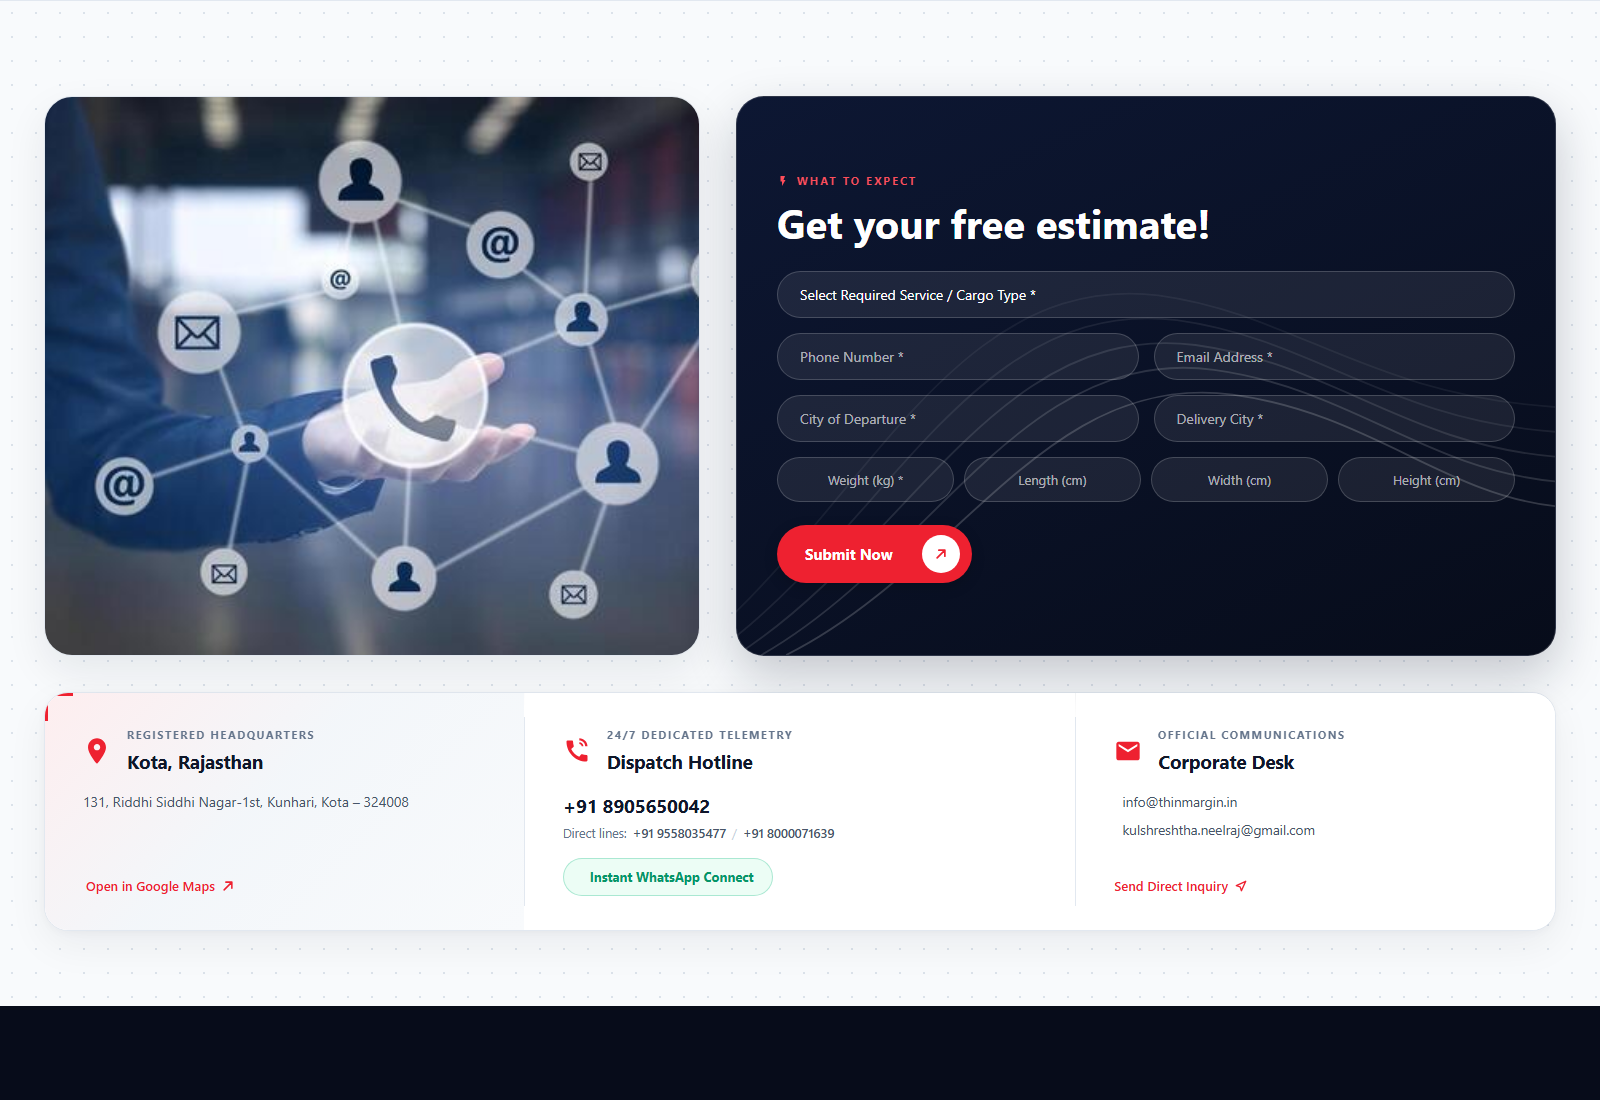 WHAT TO EXPECT
Get your free estimate!
Select Required Service / Cargo Type *
Phone Number *
Email Address *
City of Departure *
Delivery City *
Weight (kg) *
Length (cm)
Width (cm)
Height (cm)
Submit Now
REGISTERED HEADQUARTERS
Kota, Rajasthan
131, Riddhi Siddhi Nagar-1st, Kunhari, Kota – 324008
Open in Google Maps
24/7 DEDICATED TELEMETRY
Dispatch Hotline
+91 8905650042
Direct lines: +91 9558035477 / +91 8000071639
Instant WhatsApp Connect
OFFICIAL COMMUNICATIONS
Corporate Desk
info@thinmargin.in
kulshreshtha.neelraj@gmail.com
Send Direct Inquiry